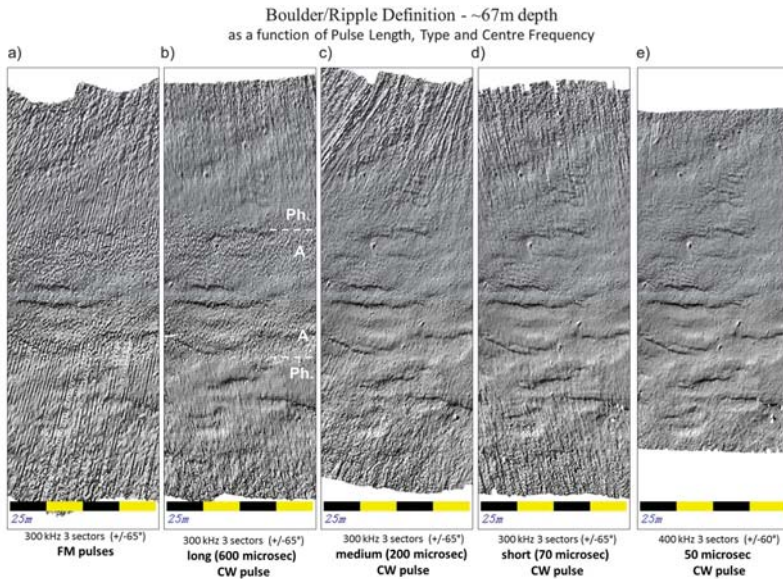 Boulder/Ripple Definition - ~67m depth
as a function of Pulse Length, Type and Centre Frequency
a)
b)
c)
d)
e)
Ph.
A
A
Ph.
25m
25m
25m
25m
25m
300 kHz 3 sectors (+/-65°)
FM pulses
300 kHz 3 sectors (+/-65°)
long (600 microsec)
CW pulse
300 kHz 3 sectors (+/-65°)
medium (200 microsec)
CW pulse
300 kHz 3 sectors (+/-65°)
short (70 microsec)
CW pulse
400 kHz 3 sectors (+/-60°)
50 microsec
CW pulse